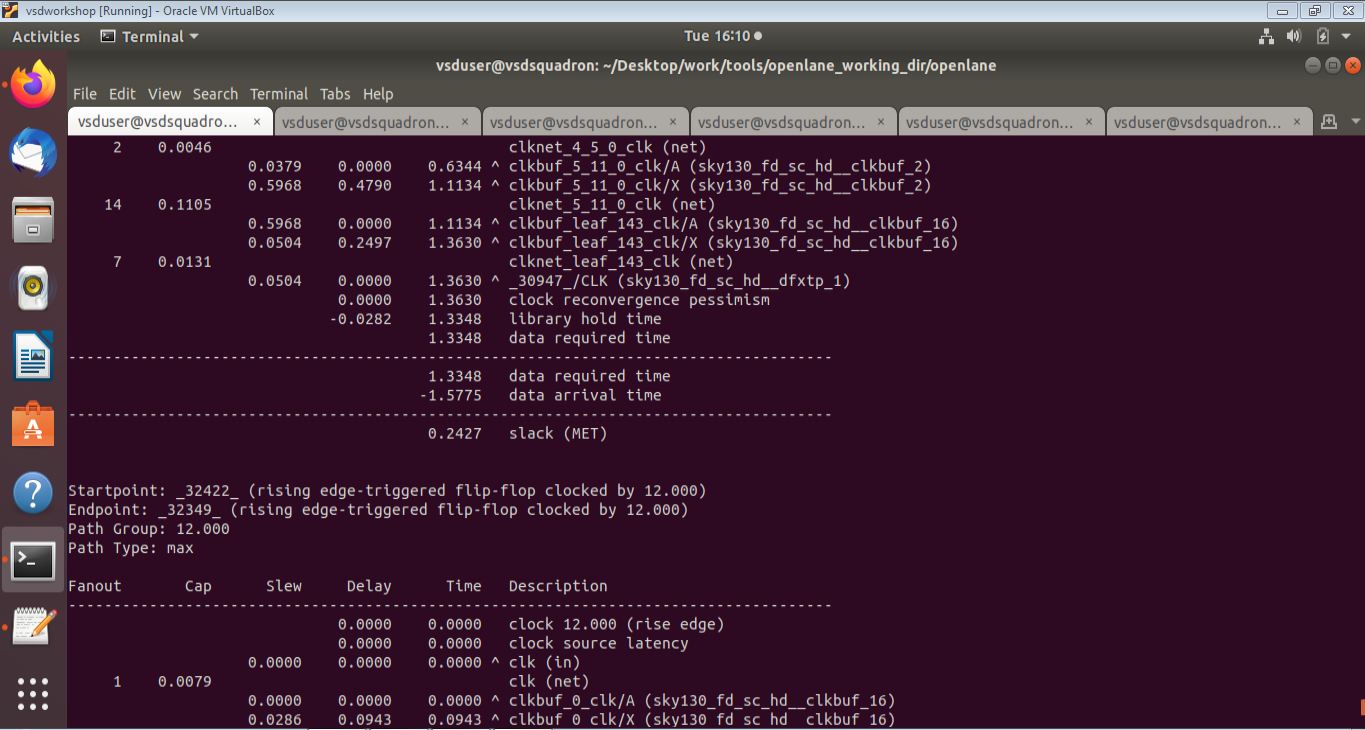 vsdworkshop [Running] - Oracle VM VirtualBox
Activities Terminal Tue 16:10
vsduser@vsdsquadron: ~/Desktop/work/tools/openlane_working_dir/openlane
File Edit View Search Terminal Tabs Help
vsduser@vsdsquadro... × vsduser@vsdsquadron... × vsduser@vsdsquadron... × vsduser@vsdsquadron... × vsduser@vsdsquadron... × vsduser@vsdsquadron... ×
2 0.0046 clknet_4_5_0_clk (net)
0.0379 0.0000 0.6344 ^ clkbuf_5_11_0_clk/A (sky130_fd_sc_hd__clkbuf_2)
0.5968 0.4790 1.1134 ^ clkbuf_5_11_0_clk/X (sky130_fd_sc_hd__clkbuf_2)
14 0.1105 clknet_5_11_0_clk (net)
0.5968 0.0000 1.1134 ^ clkbuf_leaf_143_clk/A (sky130_fd_sc_hd__clkbuf_16)
0.0504 0.2497 1.3630 ^ clkbuf_leaf_143_clk/X (sky130_fd_sc_hd__clkbuf_16)
7 0.0131 clknet_leaf_143_clk (net)
0.0504 0.0000 1.3630 ^ _30947_/CLK (sky130_fd_sc_hd__dfxtp_1)
0.0000 1.3630 clock reconvergence pessimism
-0.0282 1.3348 library hold time
1.3348 data required time
-------------------------------------------------------------------------------------
1.3348 data required time
-1.5775 data arrival time
-------------------------------------------------------------------------------------
0.2427 slack (MET)
Startpoint: _32422_ (rising edge-triggered flip-flop clocked by 12.000)
Endpoint: _32349_ (rising edge-triggered flip-flop clocked by 12.000)
Path Group: 12.000
Path Type: max
Fanout Cap Slew Delay Time Description
-------------------------------------------------------------------------------------
0.0000 0.0000 clock 12.000 (rise edge)
0.0000 0.0000 clock source latency
0.0000 0.0000 0.0000 ^ clk (in)
1 0.0079 clk (net)
0.0000 0.0000 0.0000 ^ clkbuf_0_clk/A (sky130_fd_sc_hd__clkbuf_16)
0.0286 0.0943 0.0943 ^ clkbuf_0_clk/X (sky130_fd_sc_hd__clkbuf_16)